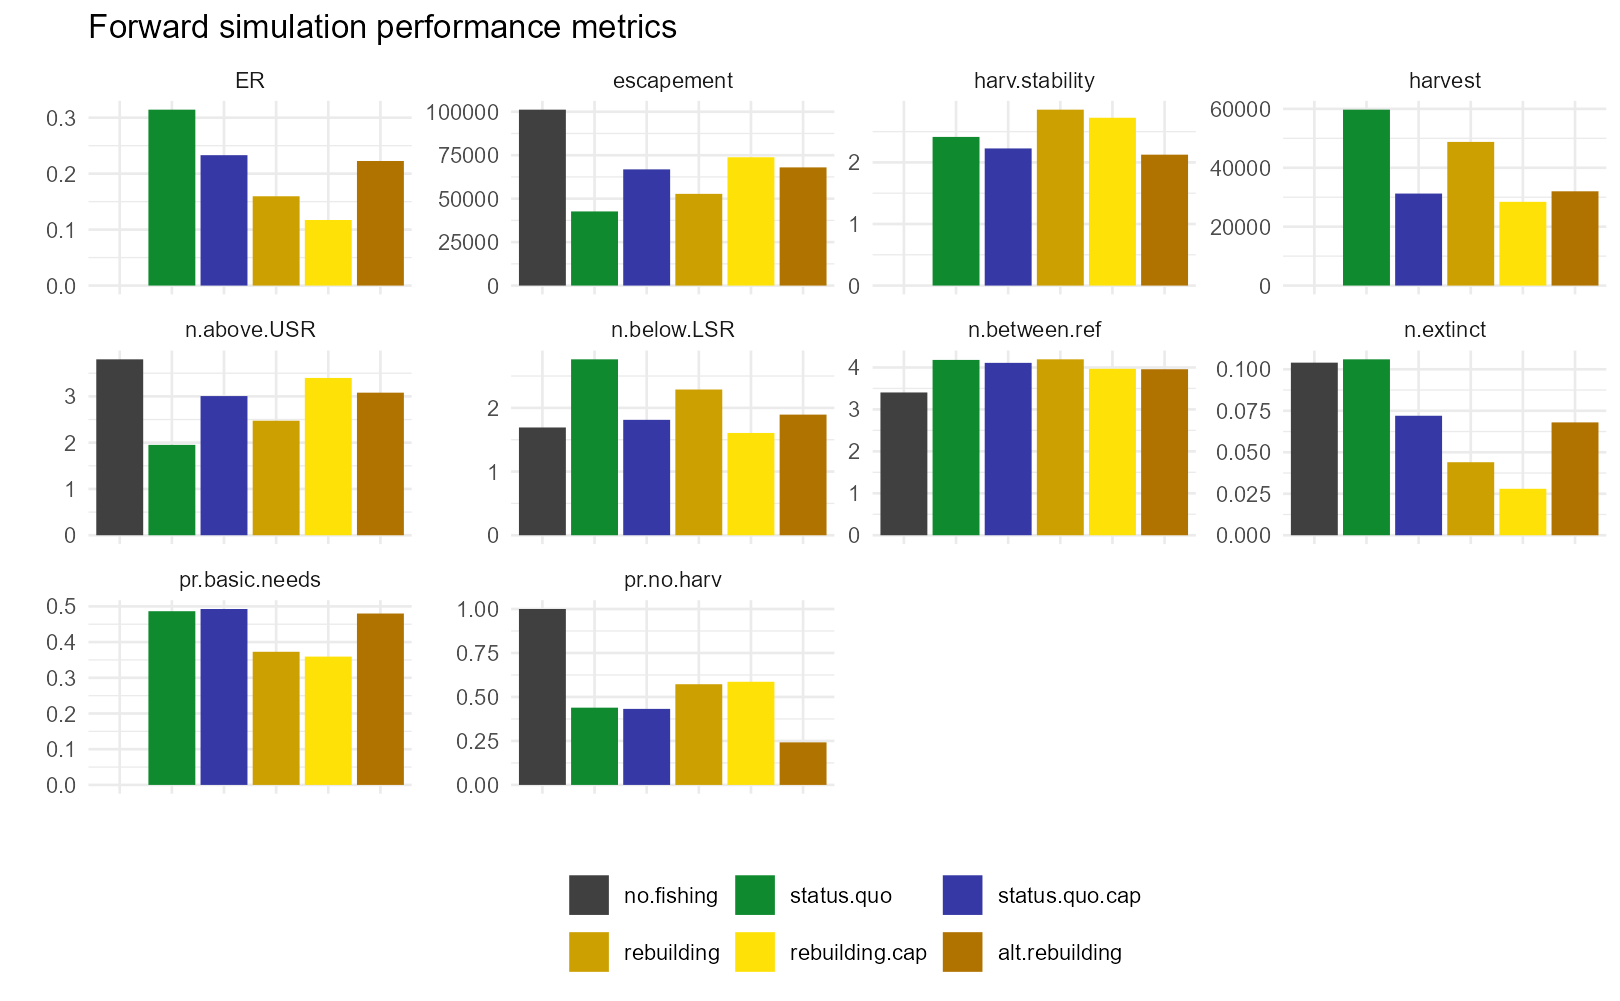 Forward simulation performance metrics
ER escapement harv.stability harvest
0.3 0.2 0.1 0.0
100000 75000 50000 25000 0
2 1 0
60000 40000 20000 0
n.above.USR n.below.LSR n.between.ref n.extinct
3 2 1 0
2 1 0
4 3 2 1 0
0.100 0.075 0.050 0.025 0.000
pr.basic.needs pr.no.harv
0.5 0.4 0.3 0.2 0.1 0.0
1.00 0.75 0.50 0.25 0.00
no.fishing status.quo status.quo.cap
rebuilding rebuilding.cap alt.rebuilding